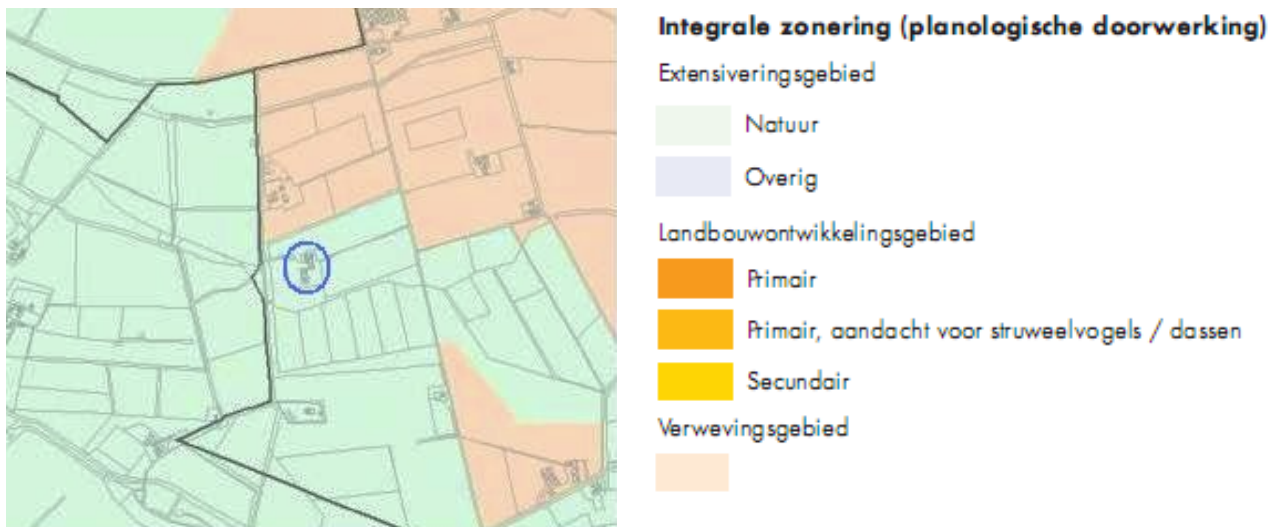 Integrale zonering (planologische doorwerking)
Extensiveringsgebied
Natuur
Overig
Landbouwontwikkelingsgebied
Primair
Primair, aandacht voor struweelvogels / dassen
Secundair
Verwevingsgebied